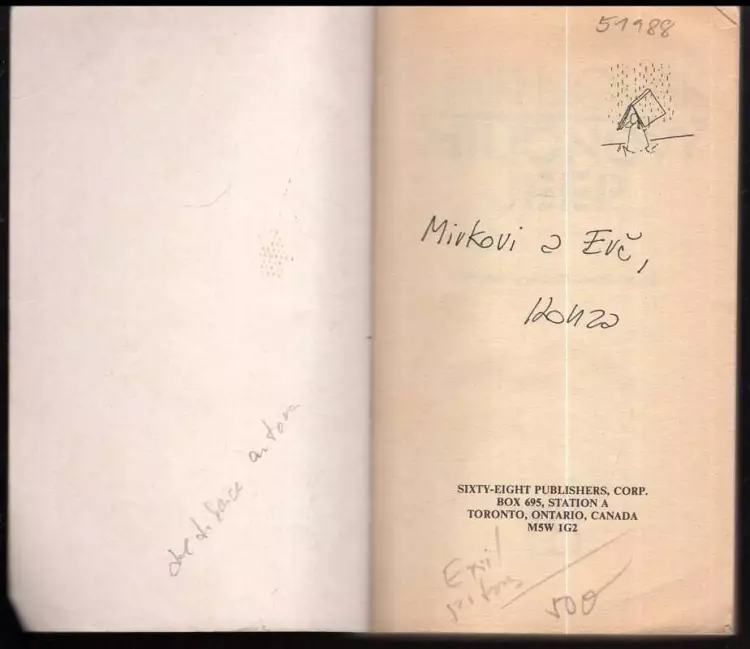 dedikace autora
51988
Mirkovi a Evč,
Honza
SIXTY-EIGHT PUBLISHERS, CORP.
BOX 695, STATION A
TORONTO, ONTARIO, CANADA
M5W 1G2
Exil
500